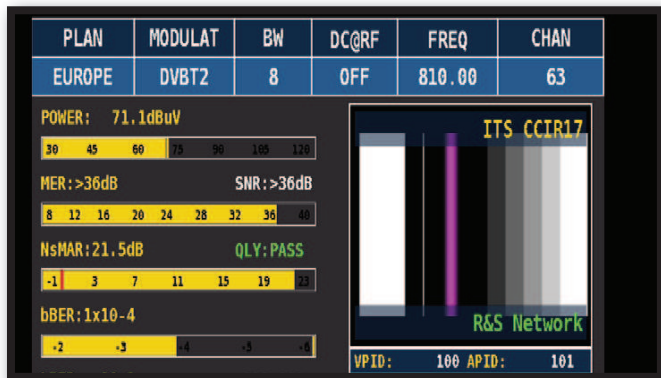 PLAN MODULAT BW DC@RF FREQ CHAN
EUROPE DVBT2 8 OFF 810.00 63
POWER: 71.1dBuV
30 45 60 75 90 105 120
MER:>36dB SNR:>36dB
8 12 16 20 24 28 32 36 40
NsMAR:21.5dB QLY:PASS
-1 3 7 11 15 19 23
bBER:1x10-4
-2 -3 -4 -5 -6
ITS CCIR17
R&S Network
VPID: 100 APID: 101